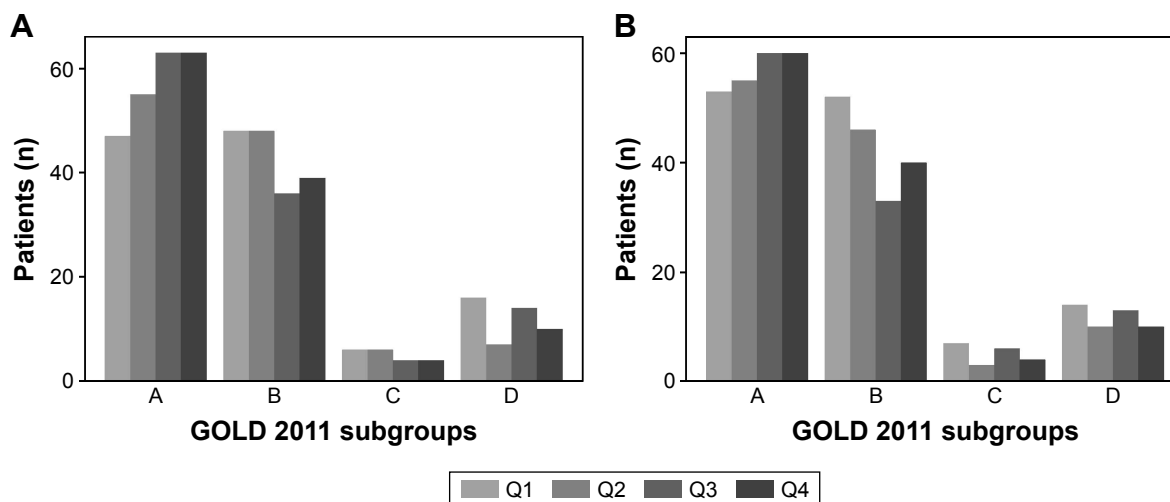 A
Patients (n)
60
40
20
0
A B C D
GOLD 2011 subgroups
B
Patients (n)
60
40
20
0
A B C D
GOLD 2011 subgroups
Q1 Q2 Q3 Q4